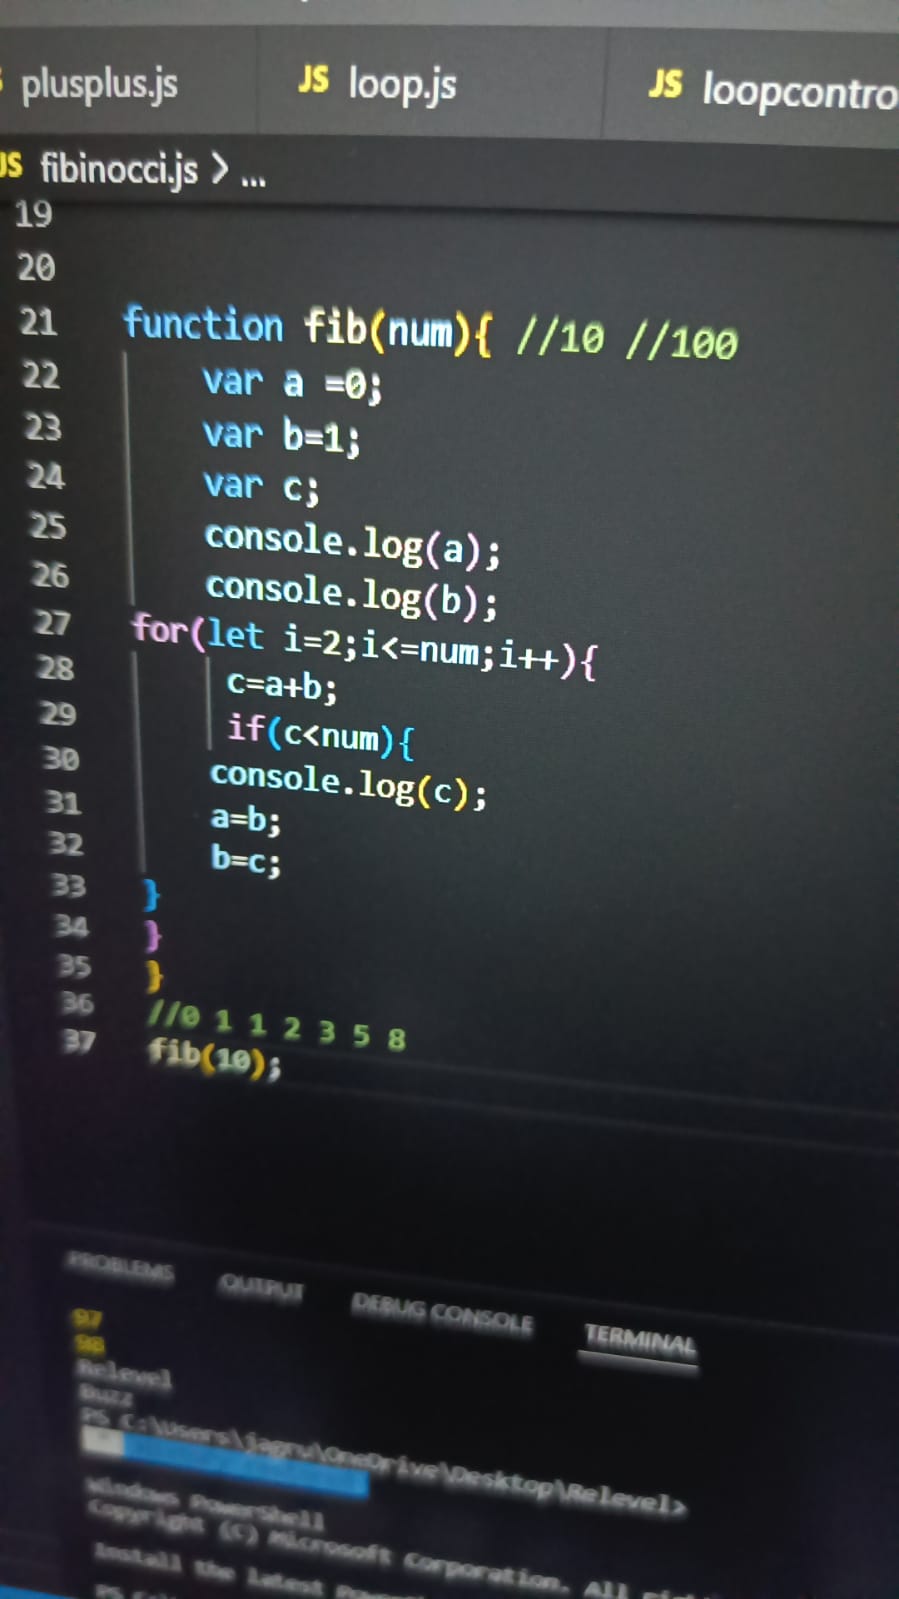 plusplus.js JS loop.js JS loopcontro
JS fibinocci.js > ...
19
20
21 function fib(num){ //10 //100
22 var a =0;
23 var b=1;
24 var c;
25 console.log(a);
26 console.log(b);
27 for(let i=2;i<=num;i++){
28 c=a+b;
29 if(c<num){
30 console.log(c);
31 a=b;
32 b=c;
33 }
34 }
35 }
36 //0 1 1 2 3 5 8
37 fib(10);
PROBLEMS OUTPUT DEBUG CONSOLE TERMINAL
97
98
Relevel
Buzz
PS C:\Users\jagru\OneDrive\Desktop\Relevel>
Windows PowerShell
Copyright (C) Microsoft Corporation. All
Install the latest
PS